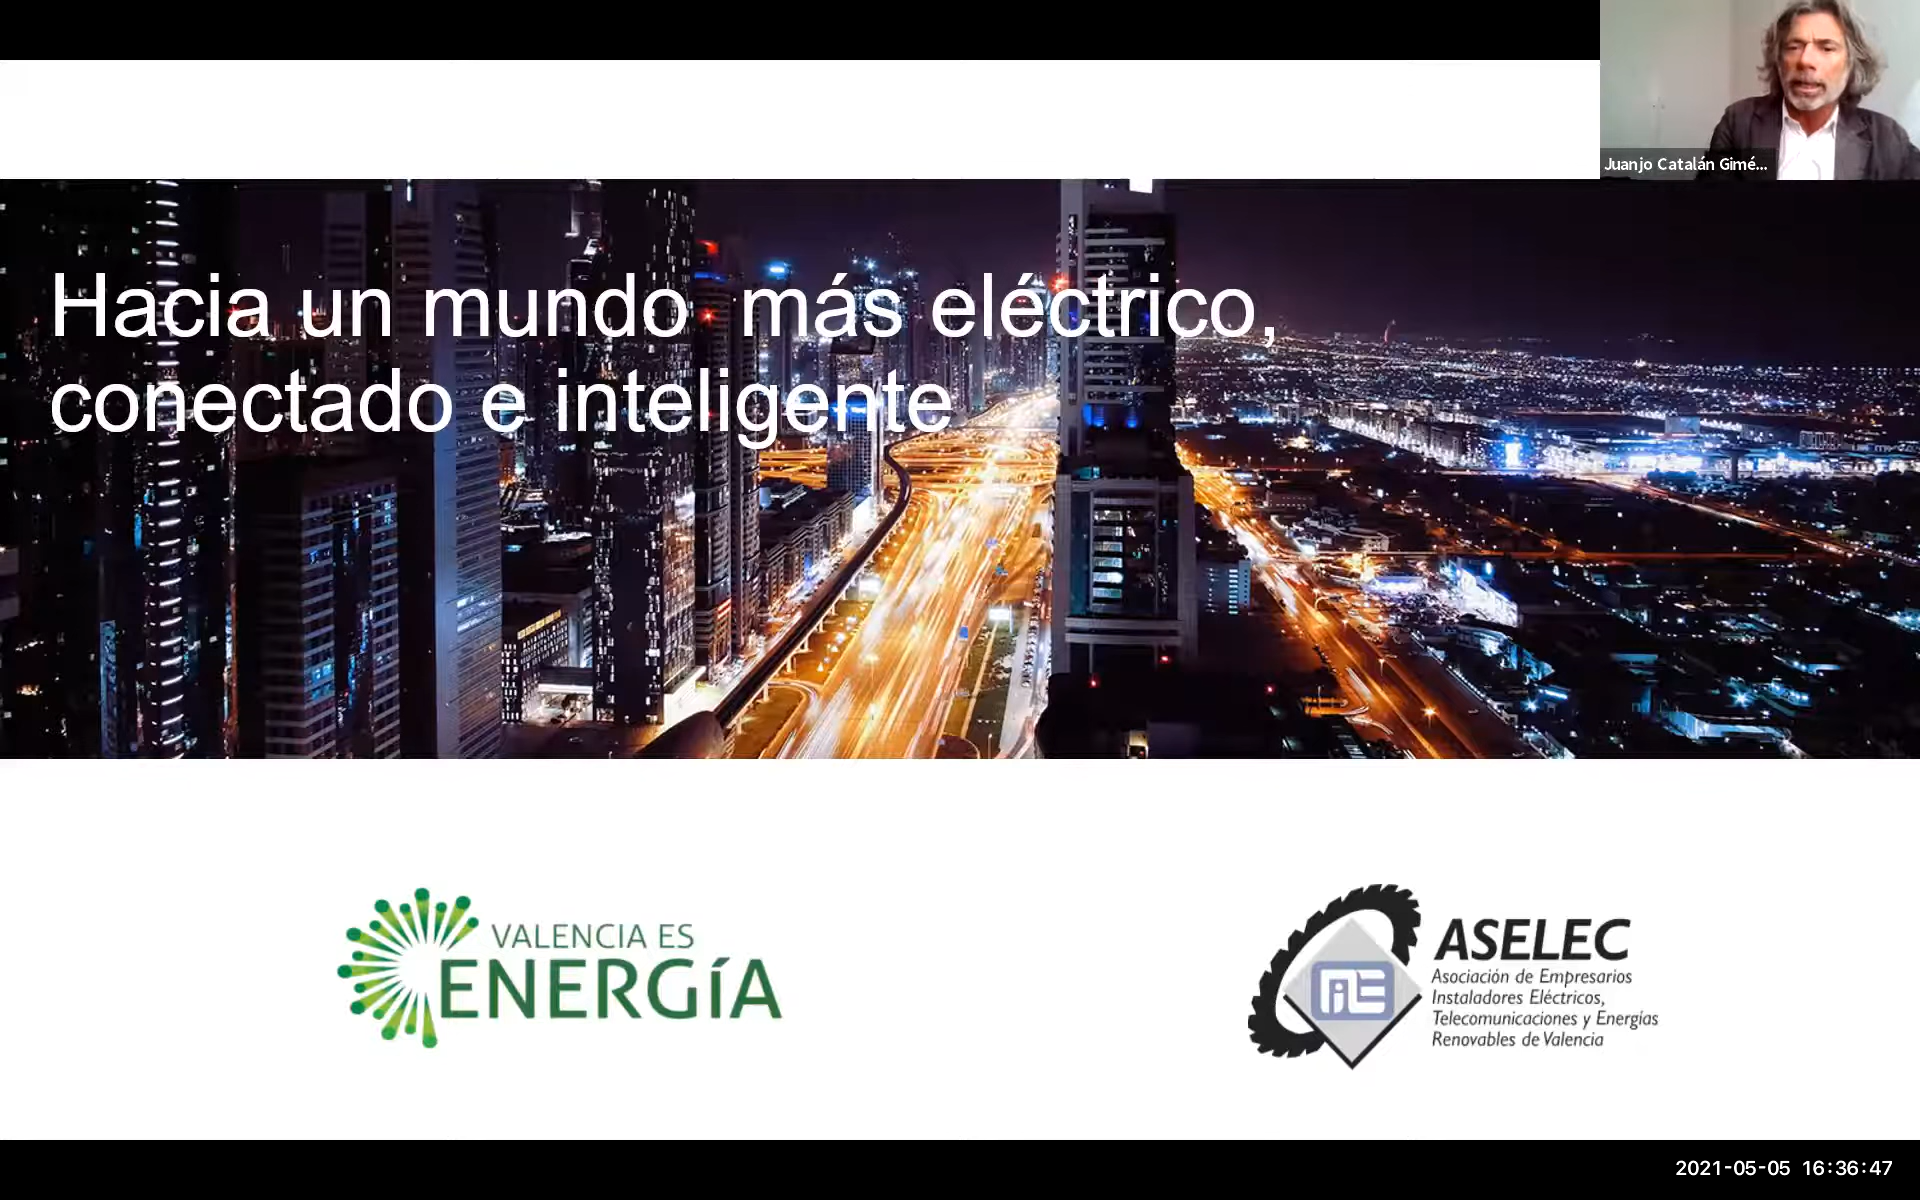 Juanjo Catalán Gimé...
Hacia un mundo  más eléctrico,
conectado e inteligente
VALENCIA ES
ENERGíA
ASELEC
Asociación de Empresarios
Instaladores Eléctricos,
Telecomunicaciones y Energías
Renovables de Valencia
2021-05-05 16:36:47